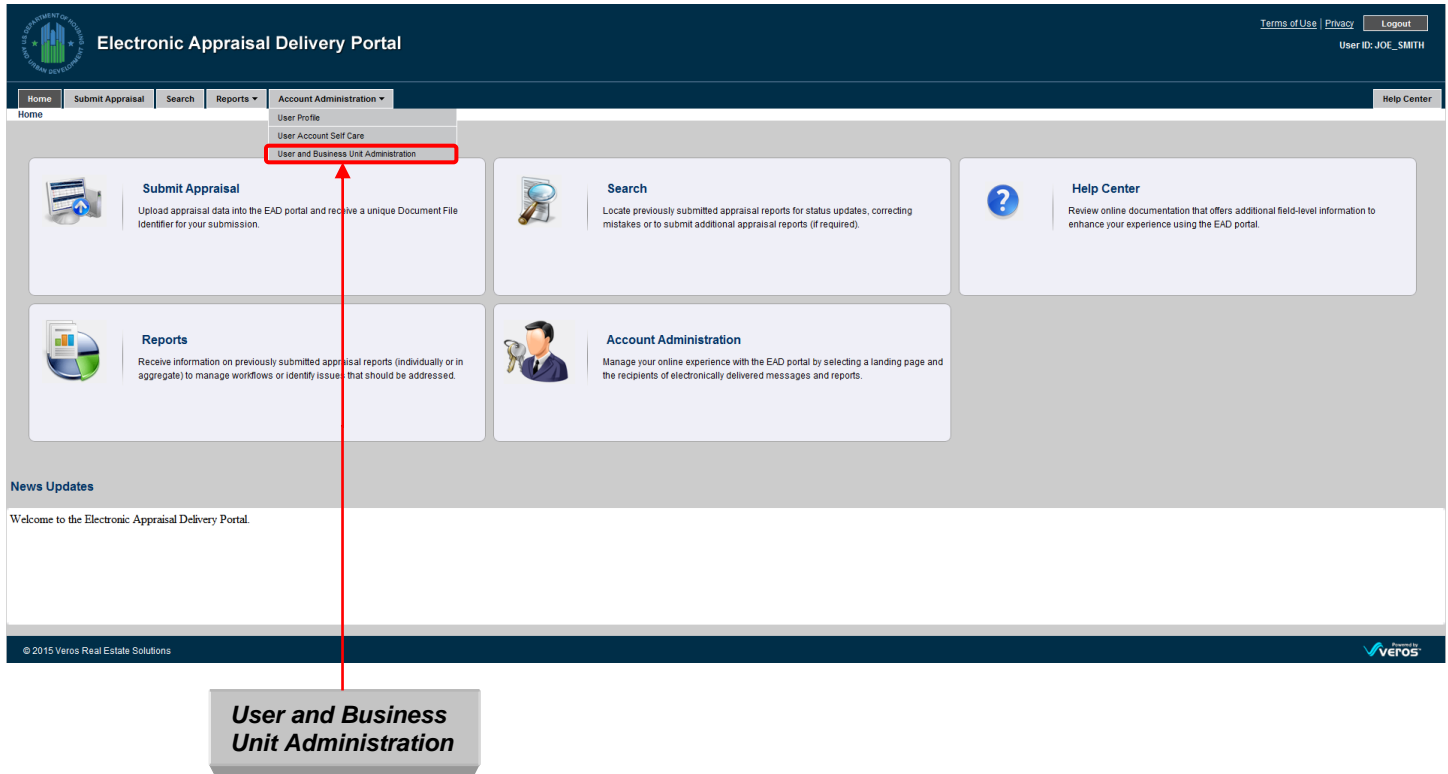 U.S. DEPARTMENT OF HOUSING AND URBAN DEVELOPMENT
Electronic Appraisal Delivery Portal
Terms of Use | Privacy Logout
User ID: JOE_SMITH
Home Submit Appraisal Search Reports Account Administration Help Center
Home
User Profile
User Account Self Care
User and Business Unit Administration
Submit Appraisal
Upload appraisal data into the EAD portal and receive a unique Document File
Identifier for your submission.
Search
Locate previously submitted appraisal reports for status updates, correcting
mistakes or to submit additional appraisal reports (if required).
Help Center
Review online documentation that offers additional field-level information to
enhance your experience using the EAD portal.
Reports
Receive information on previously submitted appraisal reports (individually or in
aggregate) to manage workflows or identify issues that should be addressed.
Account Administration
Manage your online experience with the EAD portal by selecting a landing page and
the recipients of electronically delivered messages and reports.
News Updates
Welcome to the Electronic Appraisal Delivery Portal.
© 2015 Veros Real Estate Solutions
Powered by
veros
User and Business
Unit Administration